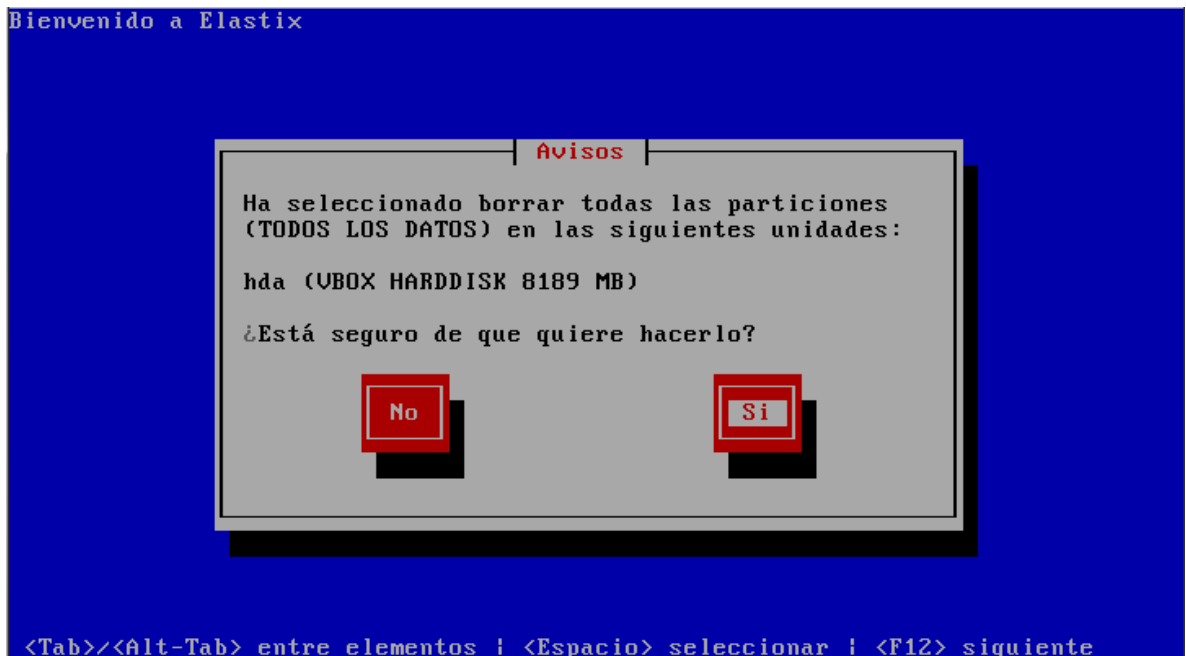 Bienvenido a Elastix
Avisos
Ha seleccionado borrar todas las particiones
(TODOS LOS DATOS) en las siguientes unidades:
hda (VBOX HARDDISK 8189 MB)
¿Está seguro de que quiere hacerlo?
No Si
<Tab>/<Alt-Tab> entre elementos | <Espacio> seleccionar | <F12> siguiente